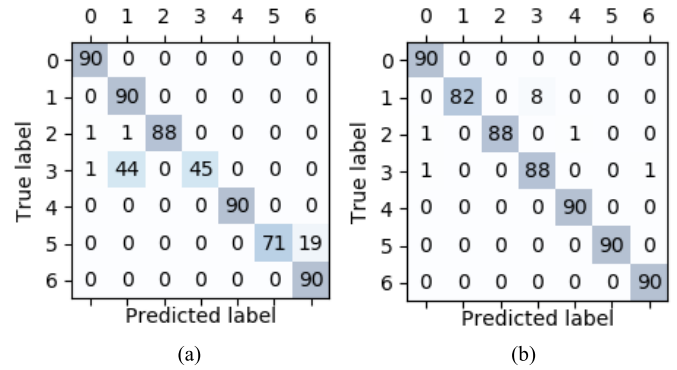 0 1 2 3 4 5 6
0 90 0 0 0 0 0 0
1 0 90 0 0 0 0 0
2 1 1 88 0 0 0 0
3 1 44 0 45 0 0 0
4 0 0 0 0 90 0 0
5 0 0 0 0 0 71 19
6 0 0 0 0 0 0 90
True label
Predicted label
(a)
0 1 2 3 4 5 6
0 90 0 0 0 0 0 0
1 0 82 0 8 0 0 0
2 1 0 88 0 1 0 0
3 1 0 0 88 0 0 1
4 0 0 0 0 90 0 0
5 0 0 0 0 0 90 0
6 0 0 0 0 0 0 90
True label
Predicted label
(b)